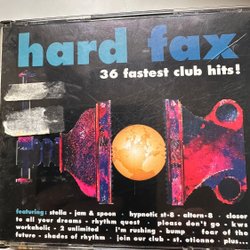 hard fax
36 fastest club hits!
featuring: stella - jam & spoon · hypnotic st-8 - altern-8 · closer
to all your dreams - rhythm quest · please don't go - kws
workaholic - 2 unlimited · I'm rushing - bump · fear of the
future - shades of rhythm · join our club - st. etienne ·